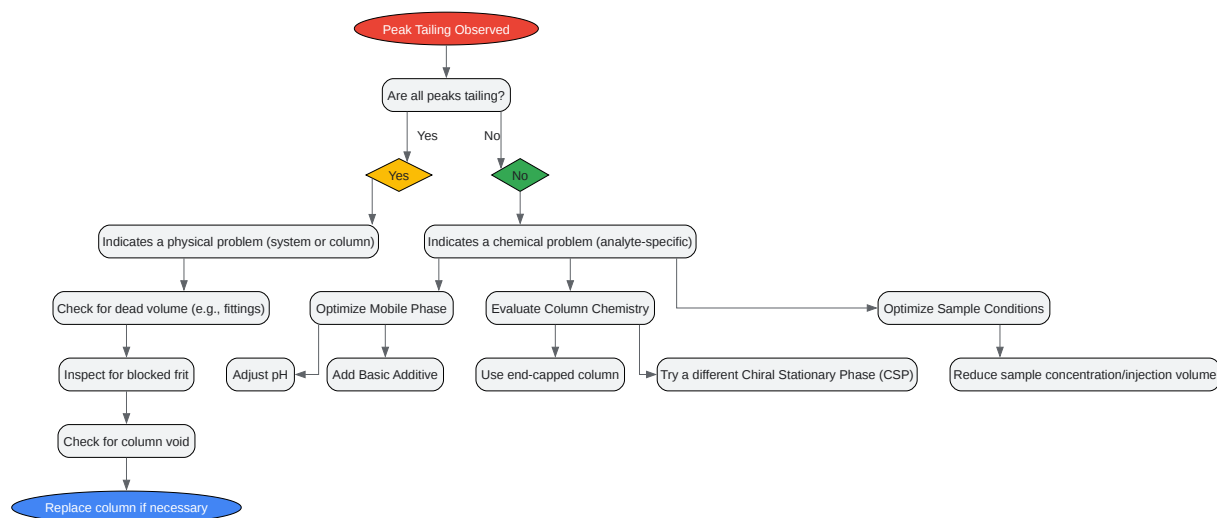 Peak Tailing Observed
Are all peaks tailing?
Yes
No
Yes
No
Indicates a physical problem (system or column)
Indicates a chemical problem (analyte-specific)
Check for dead volume (e.g., fittings)
Optimize Mobile Phase
Evaluate Column Chemistry
Optimize Sample Conditions
Inspect for blocked frit
Adjust pH
Add Basic Additive
Use end-capped column
Try a different Chiral Stationary Phase (CSP)
Reduce sample concentration/injection volume
Check for column void
Replace column if necessary